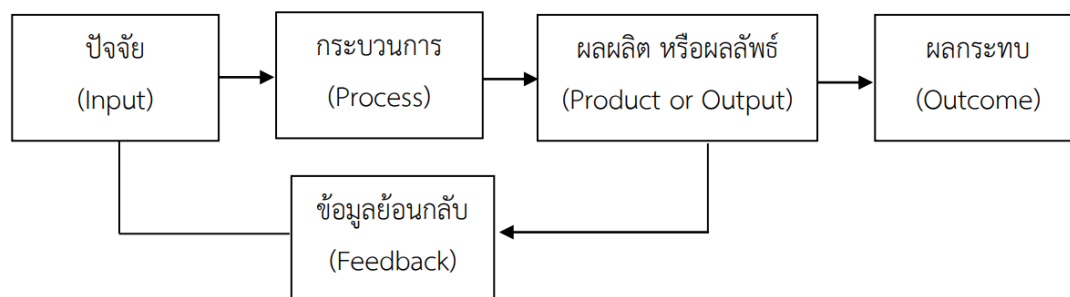 ปัจจัย
(Input)
กระบวนการ
(Process)
ผลผลิต หรือผลลัพธ์
(Product or Output)
ผลกระทบ
(Outcome)
ข้อมูลย้อนกลับ
(Feedback)